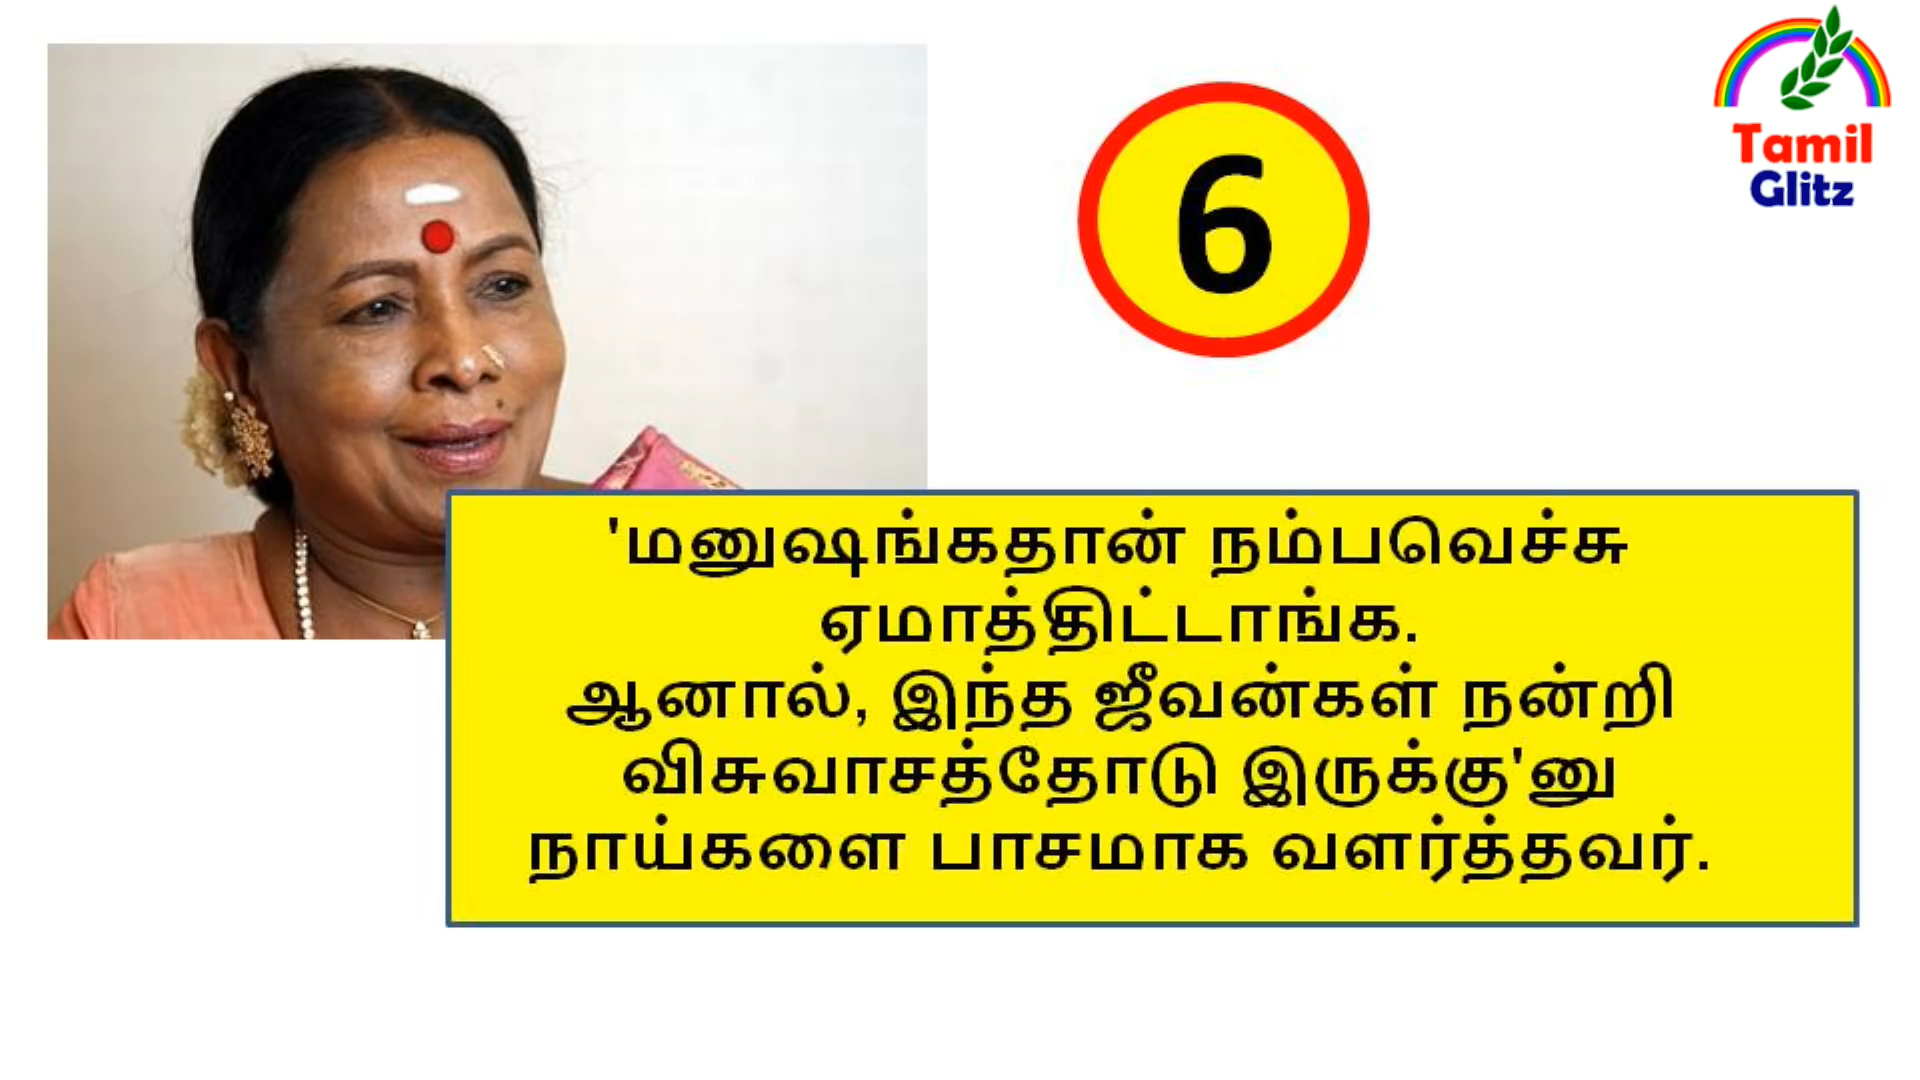 6
Tamil
Glitz
'மனுஷங்கதான் நம்பவெச்சு
ஏமாத்திட்டாங்க.
ஆனால், இந்த ஜீவன்கள் நன்றி
விசுவாசத்தோடு இருக்கு'னு
நாய்களை பாசமாக வளர்த்தவர்.